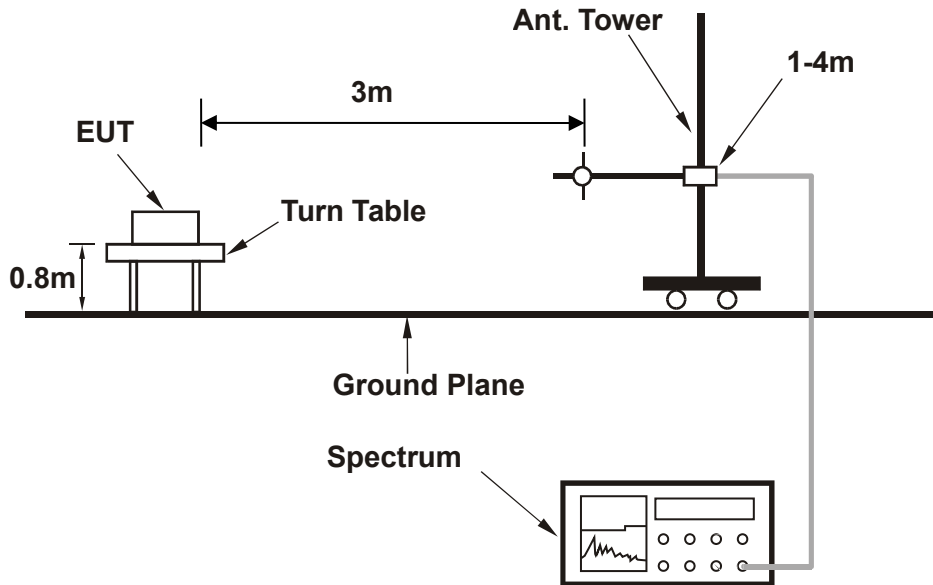 Ant. Tower
1-4m
3m
EUT
Turn Table
0.8m
Ground Plane
Spectrum